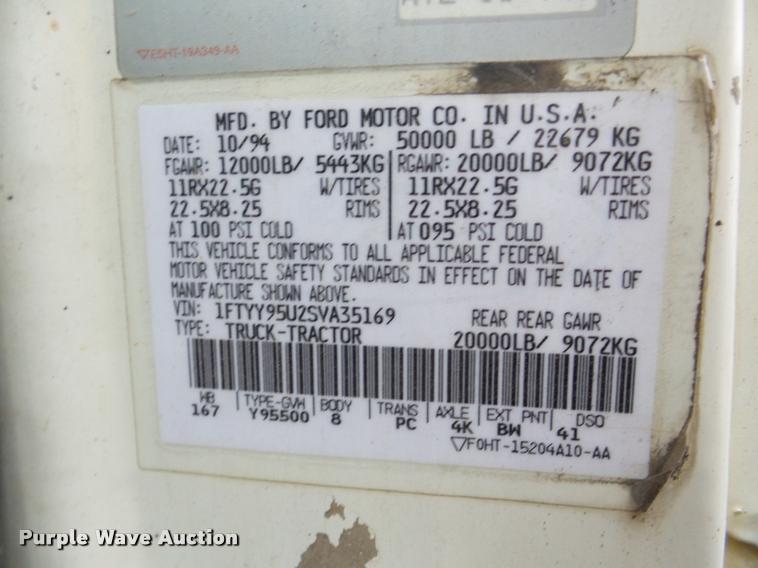 E5HT-19A349-AA
MFD. BY FORD MOTOR CO. IN U.S.A.
DATE: 10/94 GVWR: 50000 LB / 22679 KG
FGAWR: 12000LB/ 5443KG RGAWR: 20000LB/ 9072KG
11RX22.5G W/TIRES 11RX22.5G W/TIRES
22.5X8.25 RIMS 22.5X8.25 RIMS
AT 100 PSI COLD AT 095 PSI COLD
THIS VEHICLE CONFORMS TO ALL APPLICABLE FEDERAL
MOTOR VEHICLE SAFETY STANDARDS IN EFFECT ON THE DATE OF
MANUFACTURE SHOWN ABOVE.
VIN: 1FTYY95U2SVA35169 REAR REAR GAWR
TYPE: TRUCK-TRACTOR 20000LB/ 9072KG
WB TYPE-GVW BODY TRANS AXLE EXT PNT DSO
167 Y95500 8 PC 4K BW 41
F0HT-15204A10-AA
Purple Wave Auction